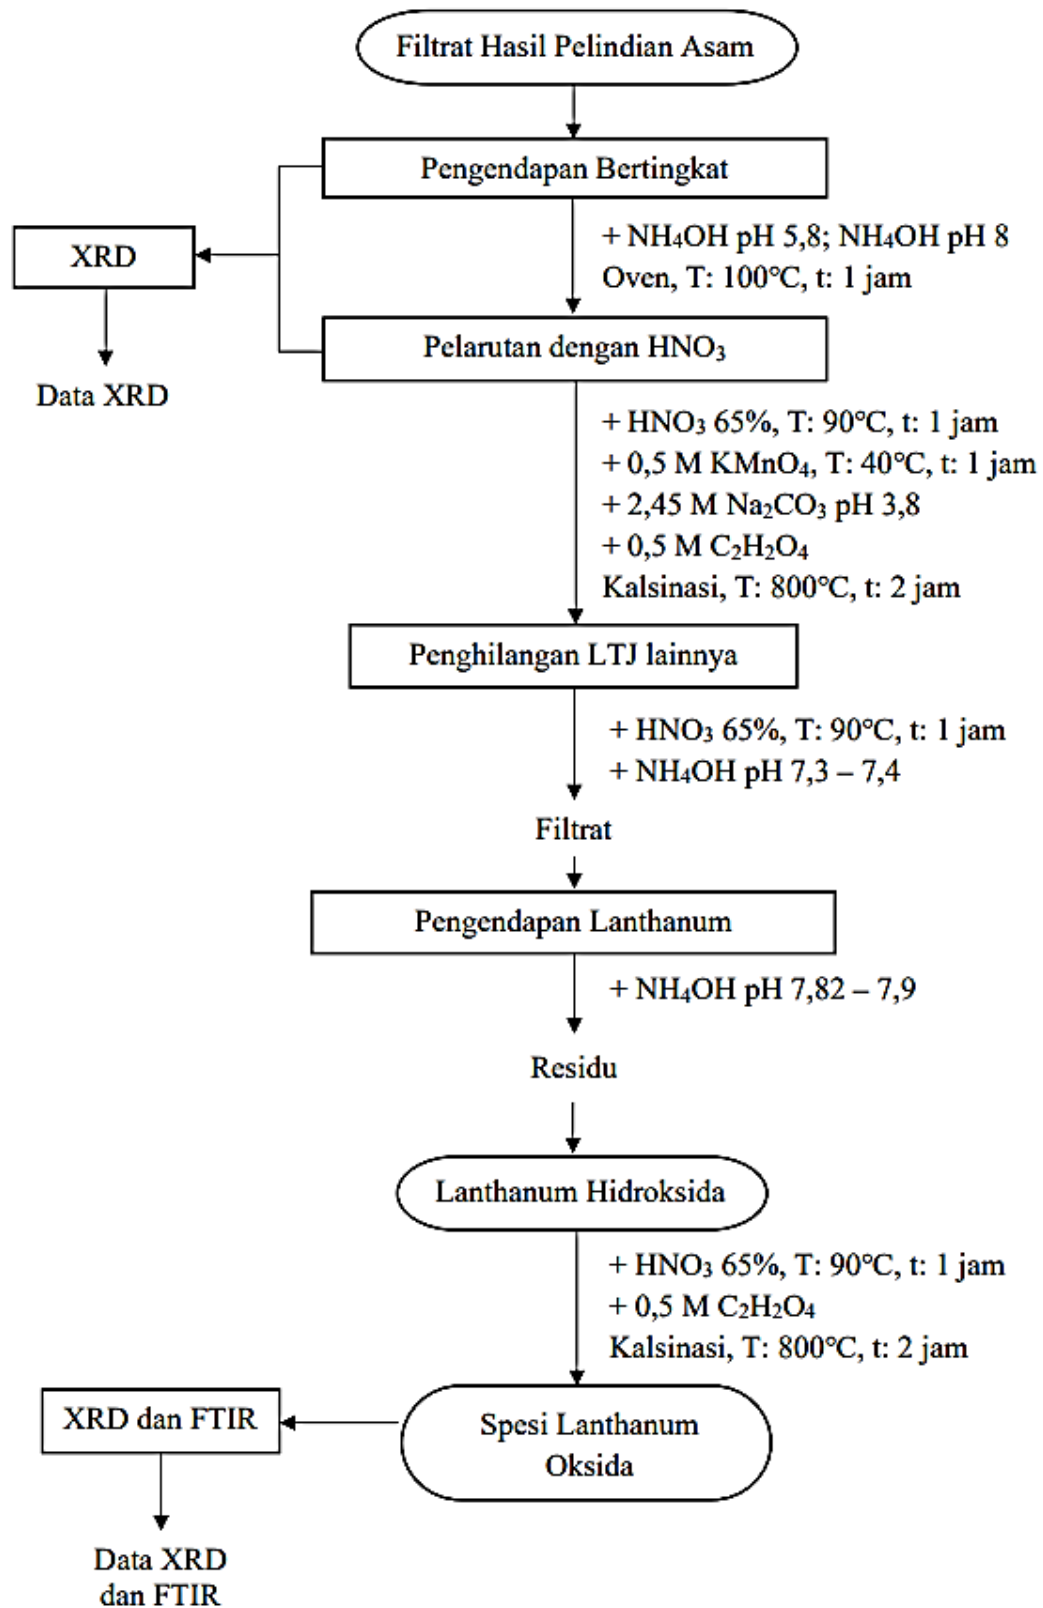 Filtrat Hasil Pelindian Asam
Pengendapan Bertingkat
+ NH₄OH pH 5,8; NH₄OH pH 8
Oven, T: 100°C, t: 1 jam
XRD
Data XRD
Pelarutan dengan HNO₃
+ HNO₃ 65%, T: 90°C, t: 1 jam
+ 0,5 M KMnO₄, T: 40°C, t: 1 jam
+ 2,45 M Na₂CO₃ pH 3,8
+ 0,5 M C₂H₂O₄
Kalsinasi, T: 800°C, t: 2 jam
Penghilangan LTJ lainnya
+ HNO₃ 65%, T: 90°C, t: 1 jam
+ NH₄OH pH 7,3 – 7,4
Filtrat
Pengendapan Lanthanum
+ NH₄OH pH 7,82 – 7,9
Residu
Lanthanum Hidroksida
+ HNO₃ 65%, T: 90°C, t: 1 jam
+ 0,5 M C₂H₂O₄
Kalsinasi, T: 800°C, t: 2 jam
Spesi Lanthanum
Oksida
XRD dan FTIR
Data XRD
dan FTIR